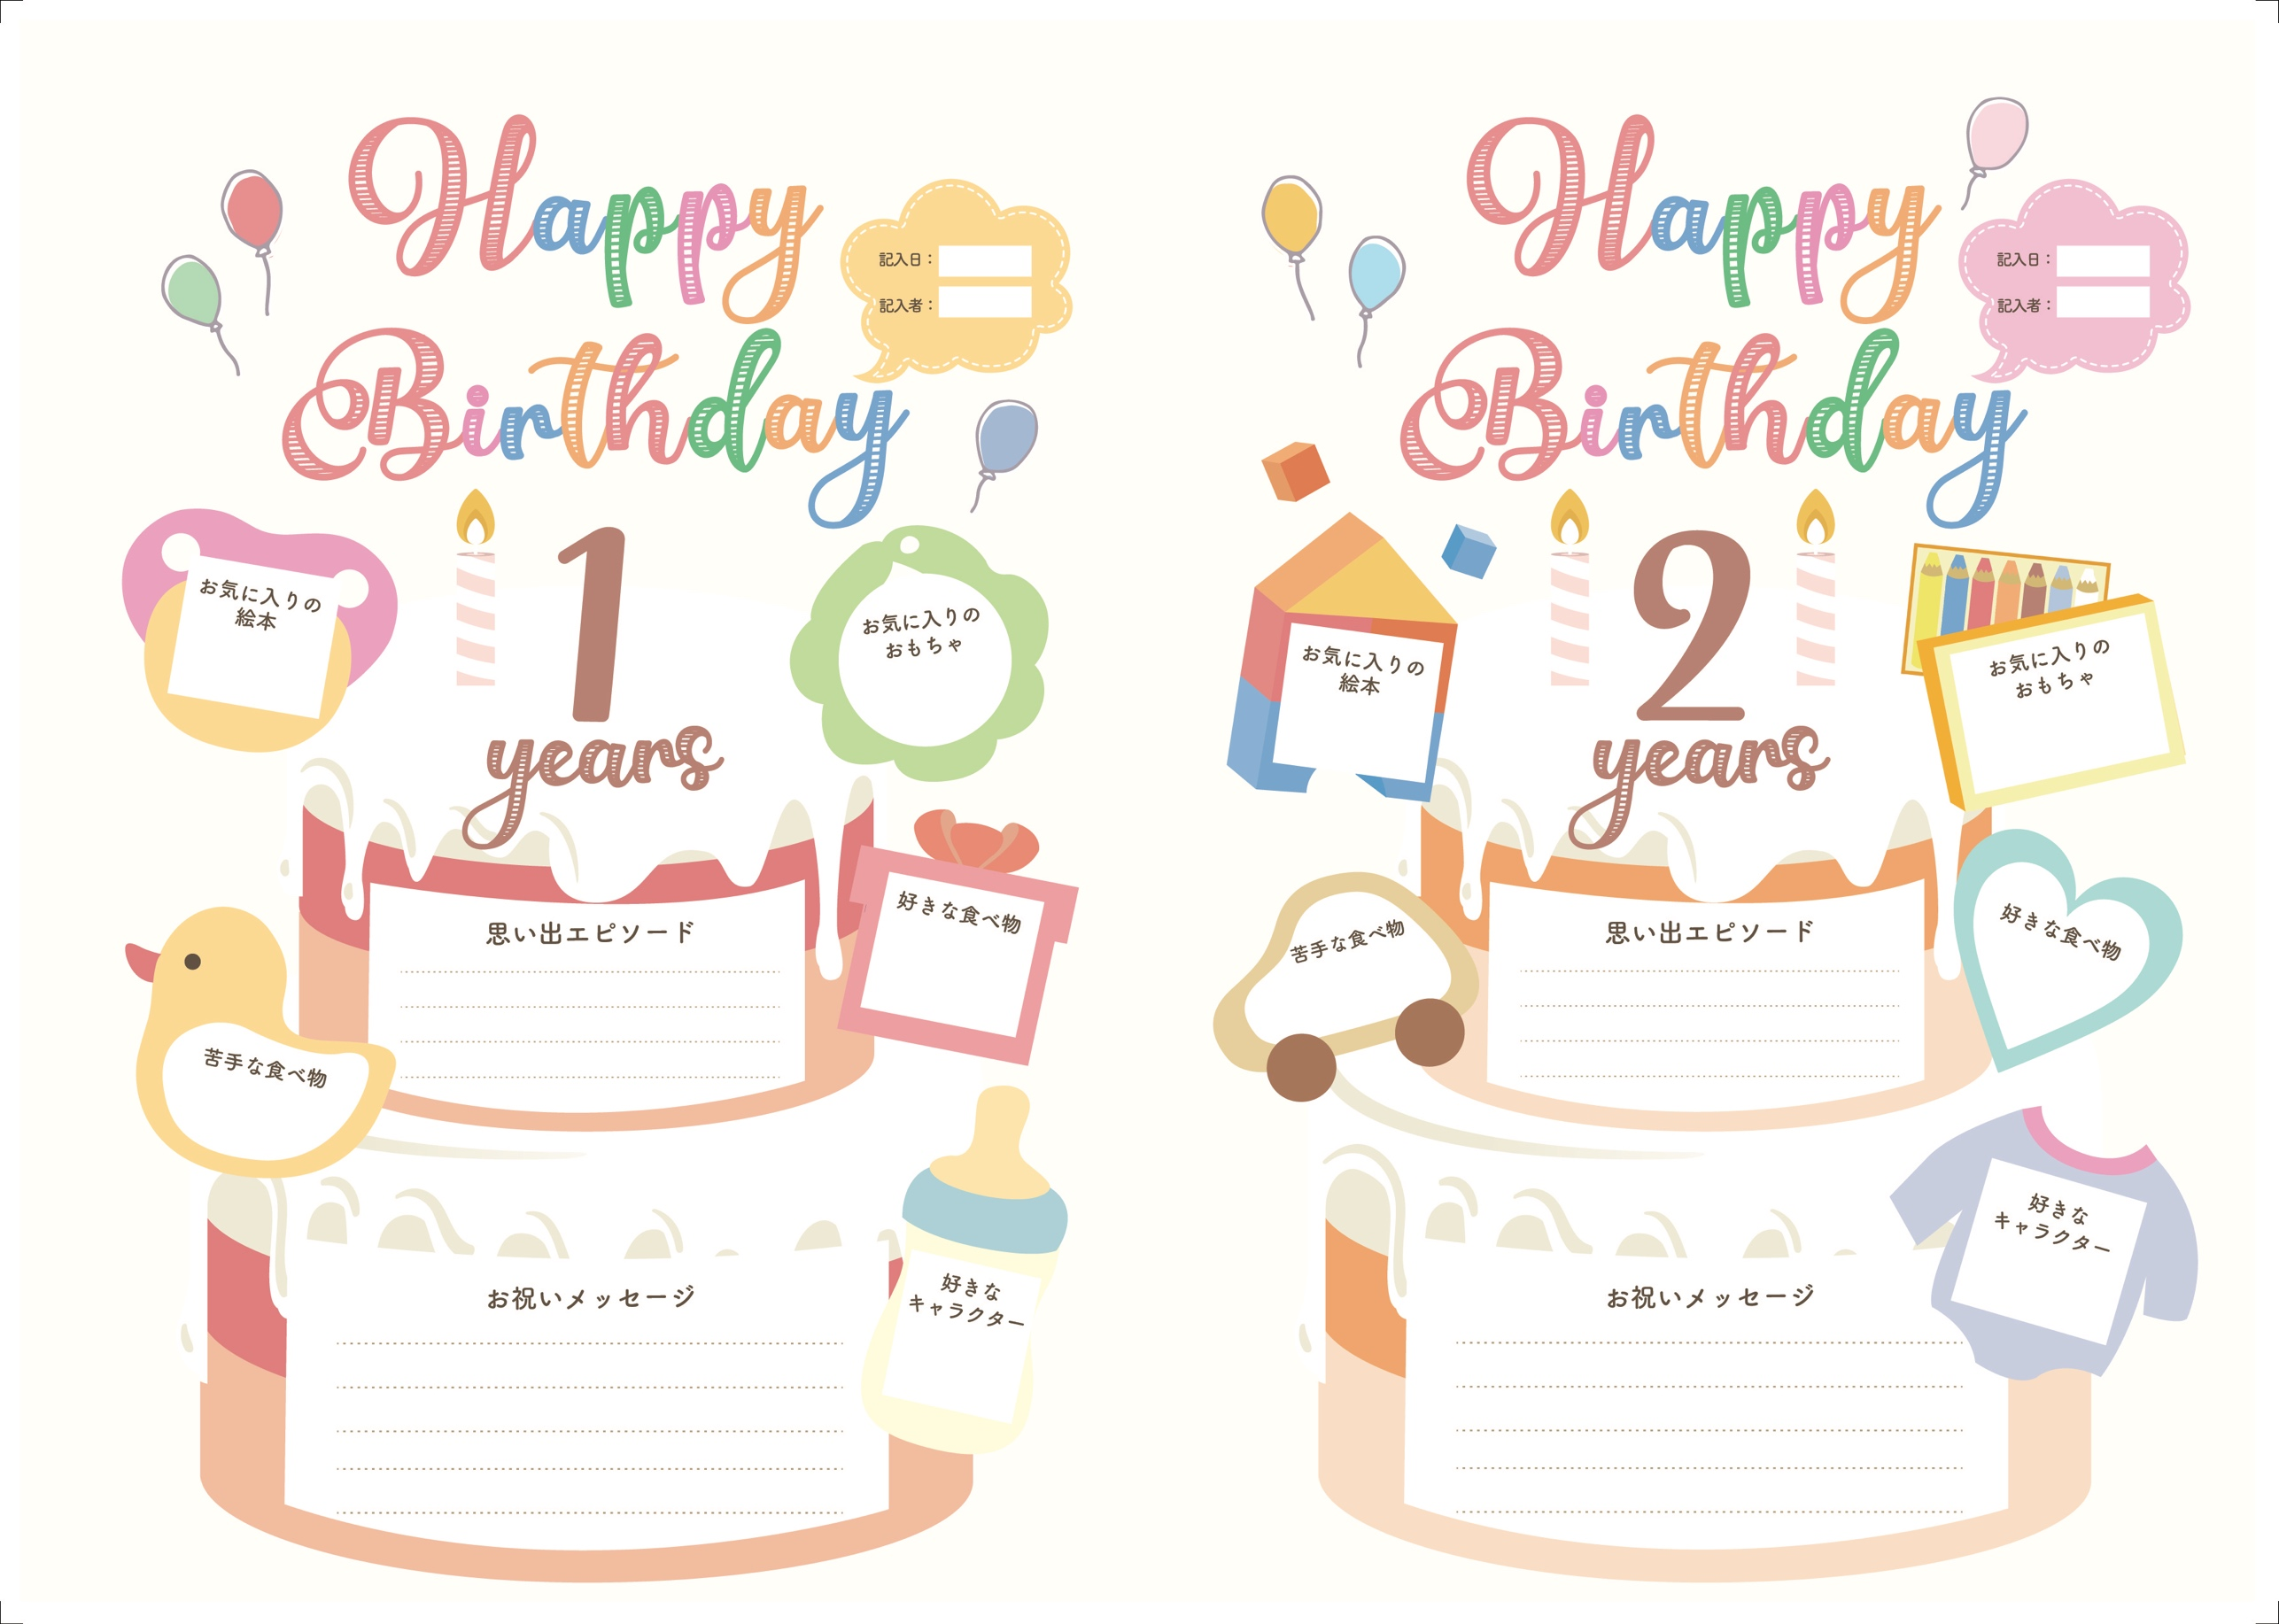 Happy
記入日：
記入者：
Birthday
1
years
お気に入りの
絵本
お気に入りの
おもちゃ
好きな食べ物
思い出エピソード
苦手な食べ物
好きな
キャラクター
お祝いメッセージ
Happy
記入日：
記入者：
Birthday
2
years
お気に入りの
絵本
お気に入りの
おもちゃ
苦手な食べ物
思い出エピソード
好きな食べ物
好きな
キャラクター
お祝いメッセージ